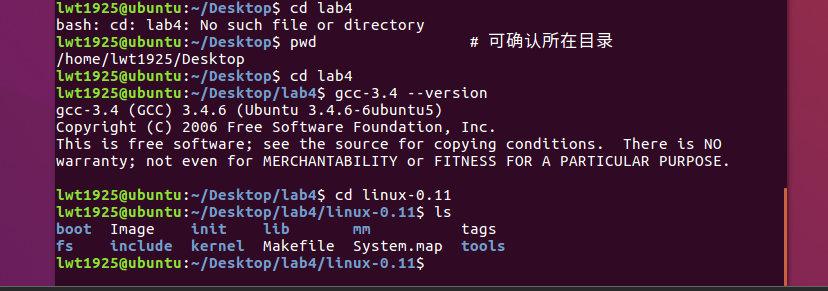 lwt1925@ubuntu:~/Desktop$ cd lab4
bash: cd: lab4: No such file or directory
lwt1925@ubuntu:~/Desktop$ pwd                  # 可确认所在目录
/home/lwt1925/Desktop
lwt1925@ubuntu:~/Desktop$ cd lab4
lwt1925@ubuntu:~/Desktop/lab4$ gcc-3.4 --version
gcc-3.4 (GCC) 3.4.6 (Ubuntu 3.4.6-6ubuntu5)
Copyright (C) 2006 Free Software Foundation, Inc.
This is free software; see the source for copying conditions.  There is NO
warranty; not even for MERCHANTABILITY or FITNESS FOR A PARTICULAR PURPOSE.

lwt1925@ubuntu:~/Desktop/lab4$ cd linux-0.11
lwt1925@ubuntu:~/Desktop/lab4/linux-0.11$ ls
boot  Image    init    lib       mm          tags
fs    include  kernel  Makefile  System.map  tools
lwt1925@ubuntu:~/Desktop/lab4/linux-0.11$